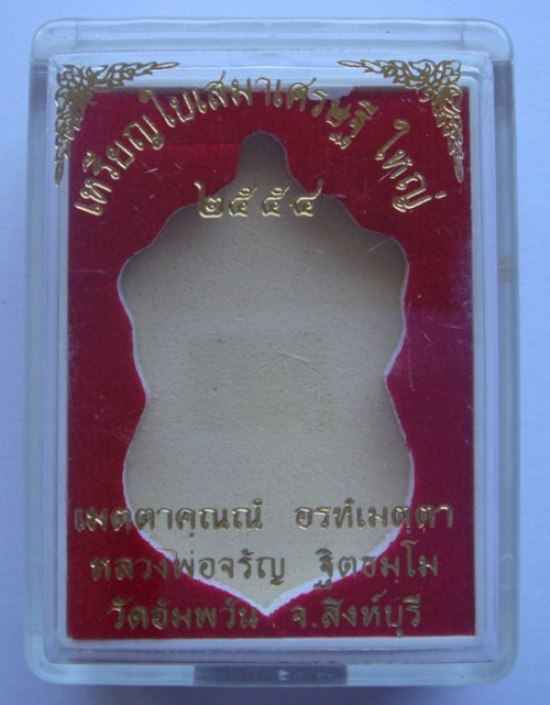 เหรียญใบเสมาเศรษฐี ใหญ่
๒๕๕๔
เมตตาคุณณํ อรหํเมตฺตา
หลวงพ่อจรัญ ฐิตธมฺโม
วัดอัมพวัน จ.สิงห์บุรี